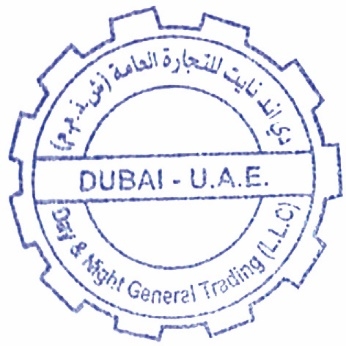 دي اند نايت للتجارة العامة (ش.ذ.م.م)
DUBAI - U.A.E.
Day & Night General Trading (L.L.C)